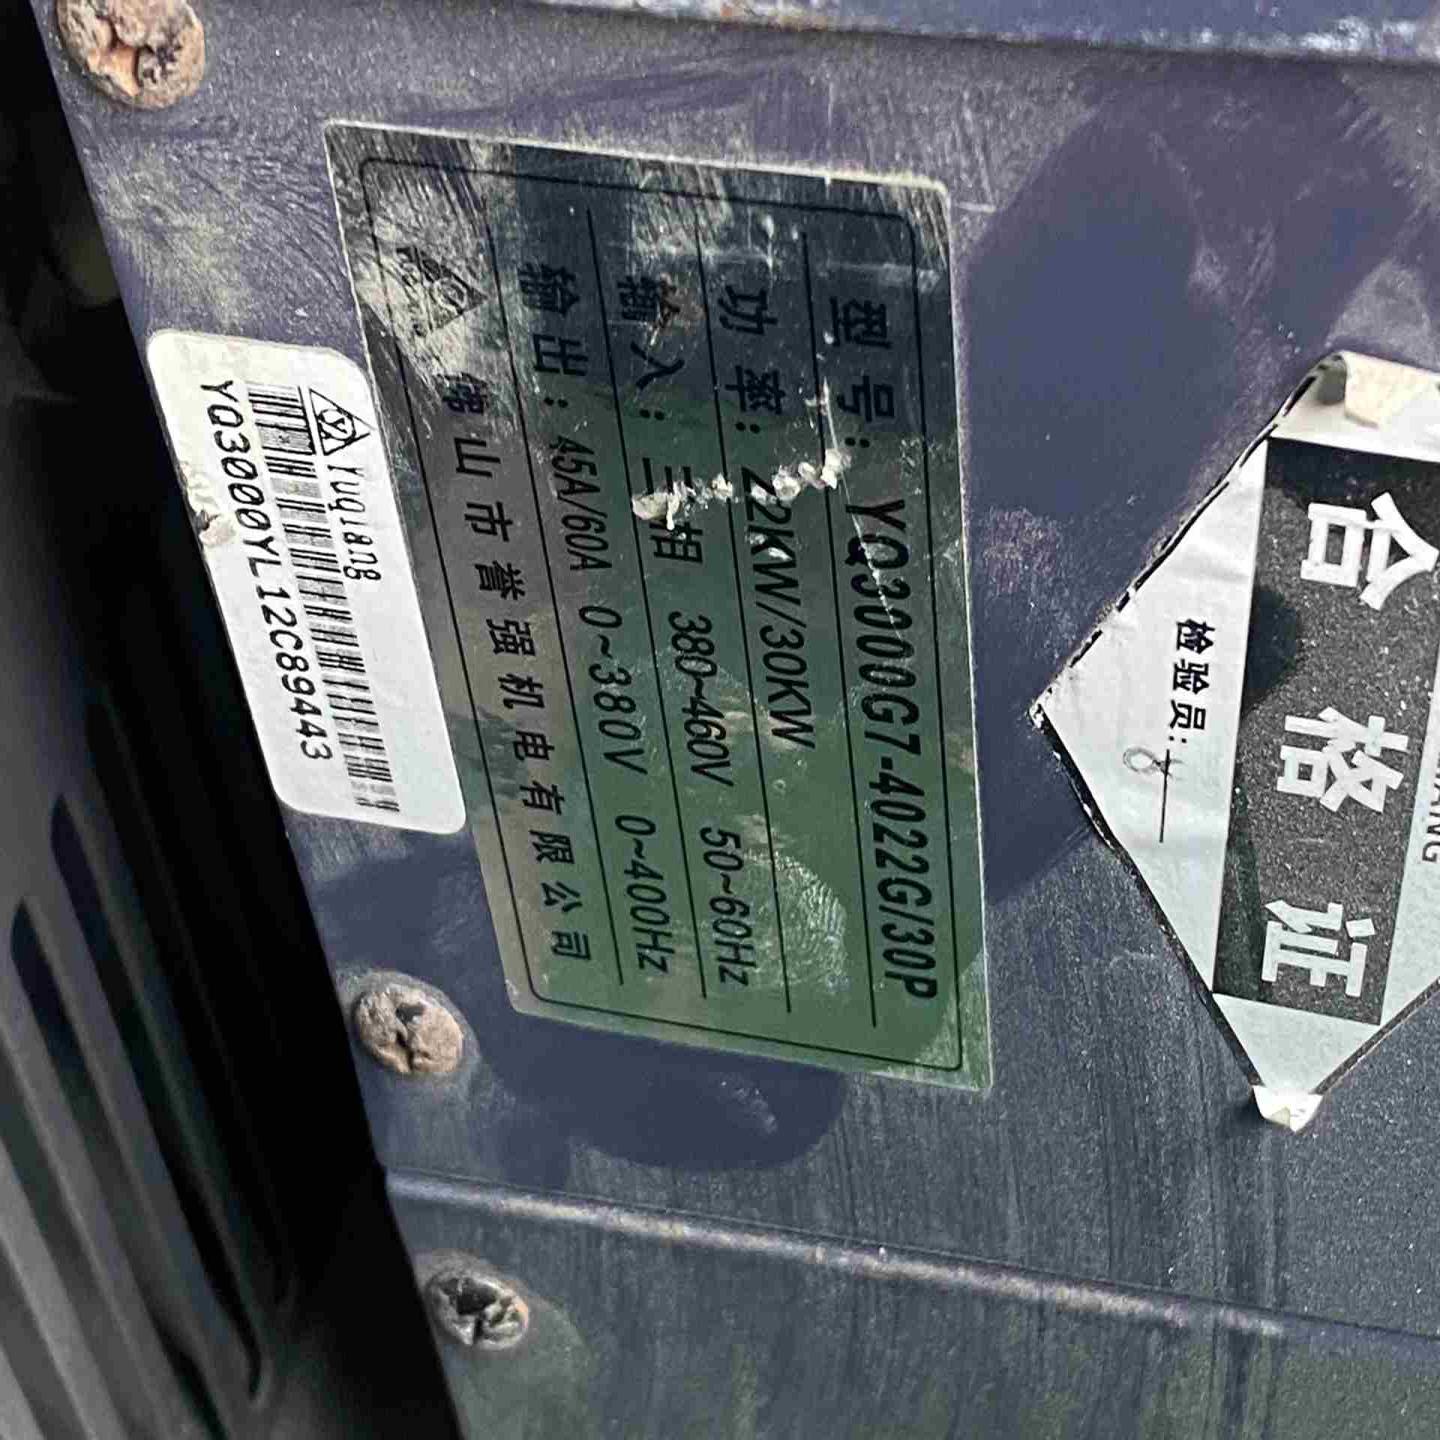 型号: YQ3000G7-4022G/30P
功率: 22KW/30KW
输入: 三相 380~460V 50~60Hz
输出: 45A/60A 0~380V 0~400Hz
佛山市誉强机电有限公司
Yuqiang
YQ3000YL12C89443
合格证
检验员: 8